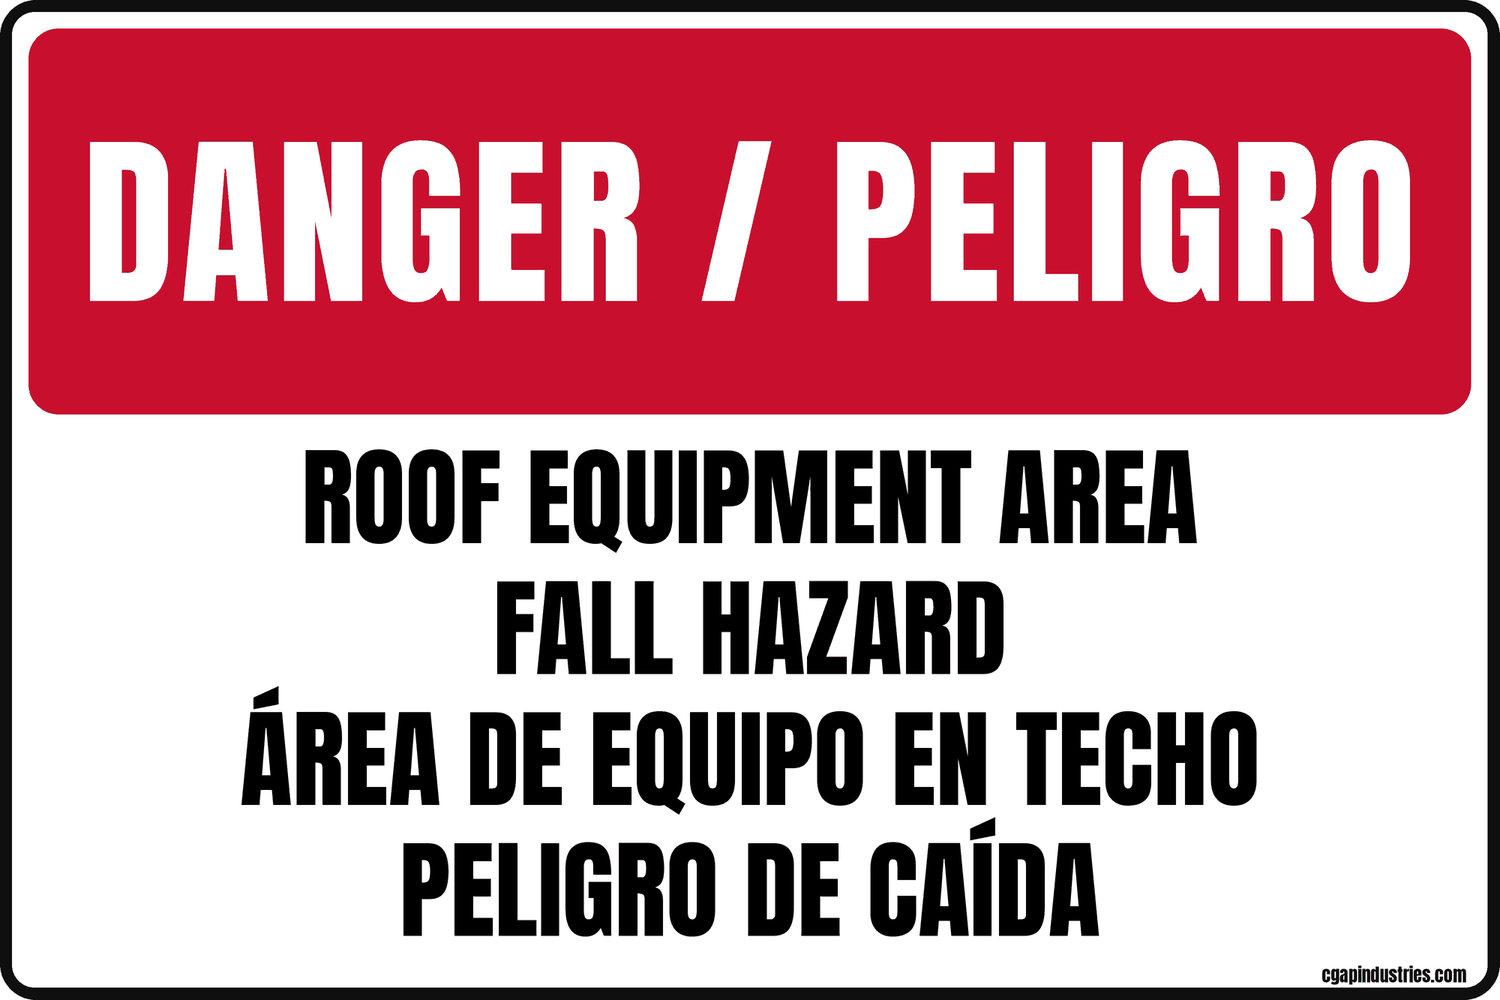 DANGER / PELIGRO
ROOF EQUIPMENT AREA
FALL HAZARD
ÁREA DE EQUIPO EN TECHO
PELIGRO DE CAÍDA
cgapindustries.com